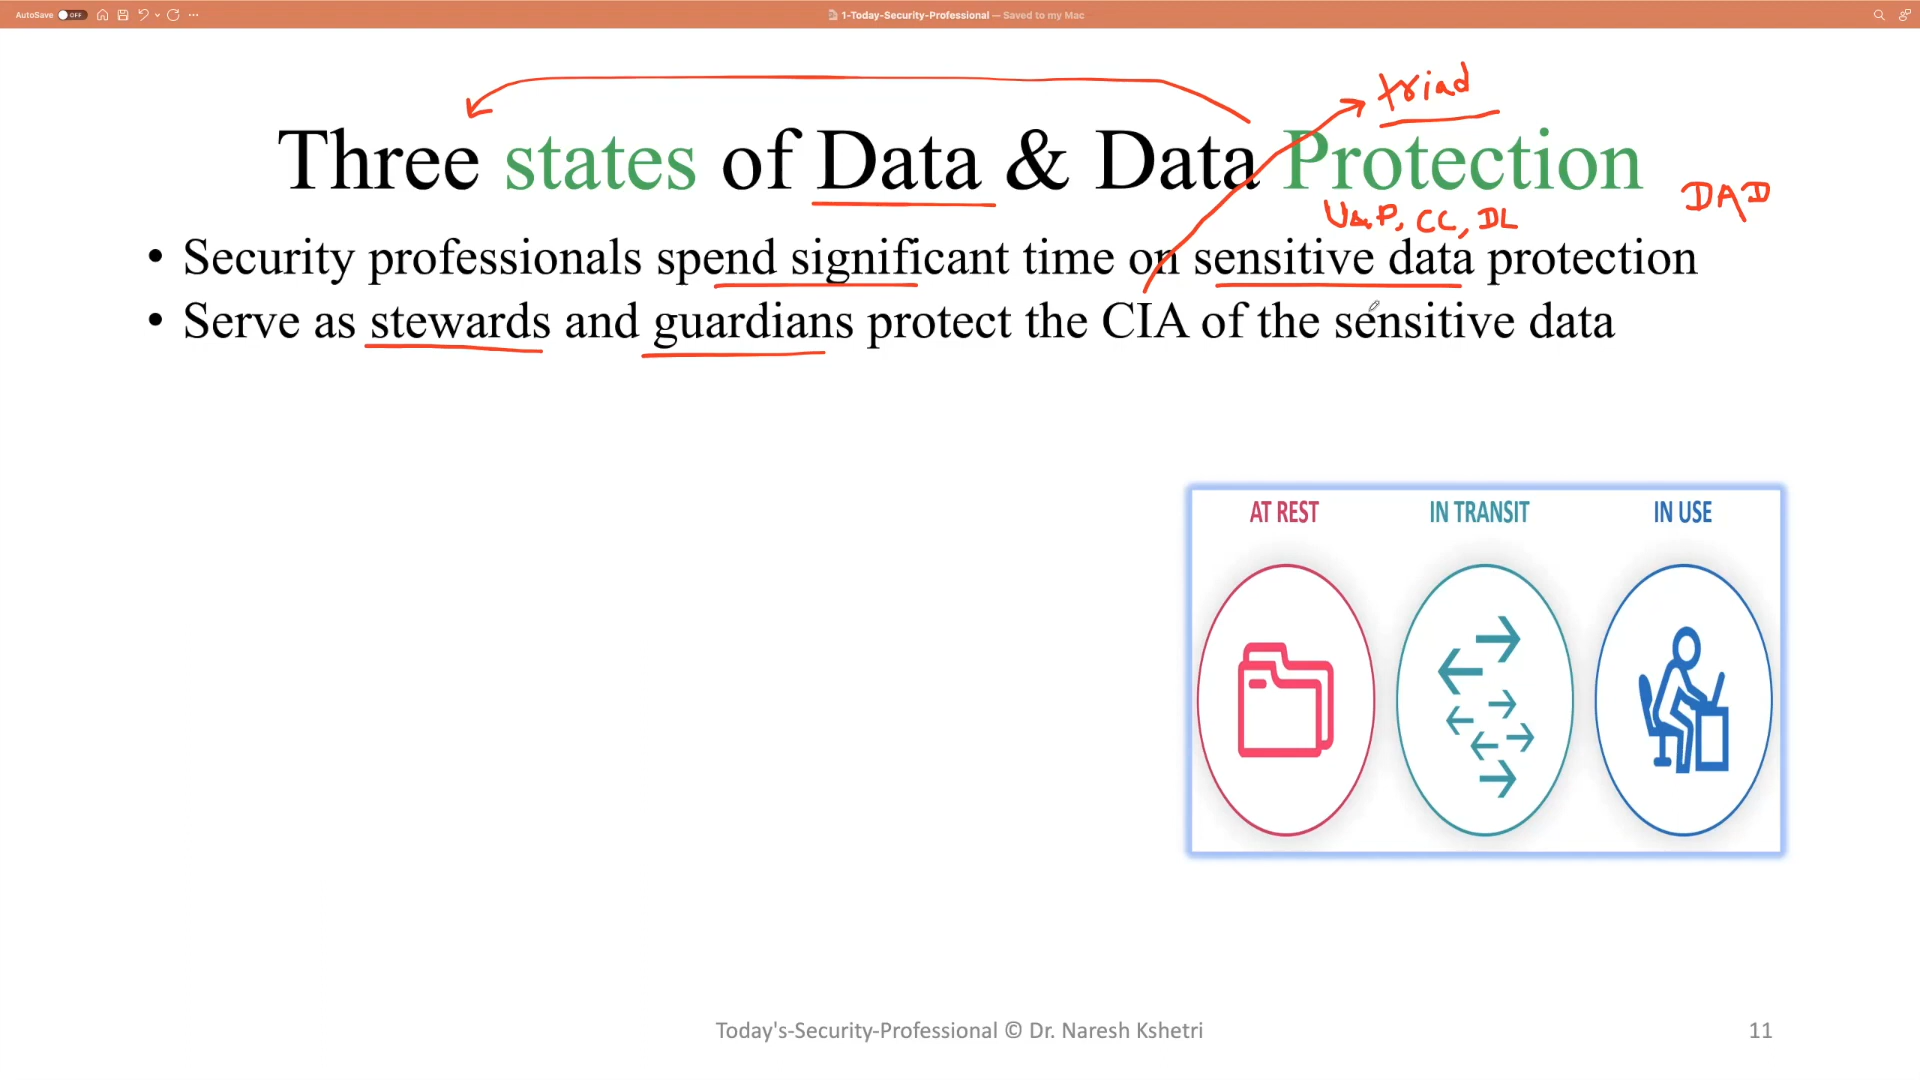 AutoSave OFF 1-Today-Security-Professional — Saved to my Mac
triad
Three states of Data & Data Protection
DAD
U&P, CC, DL
• Security professionals spend significant time on sensitive data protection
• Serve as stewards and guardians protect the CIA of the sensitive data
AT REST IN TRANSIT IN USE
Today's-Security-Professional © Dr. Naresh Kshetri 11